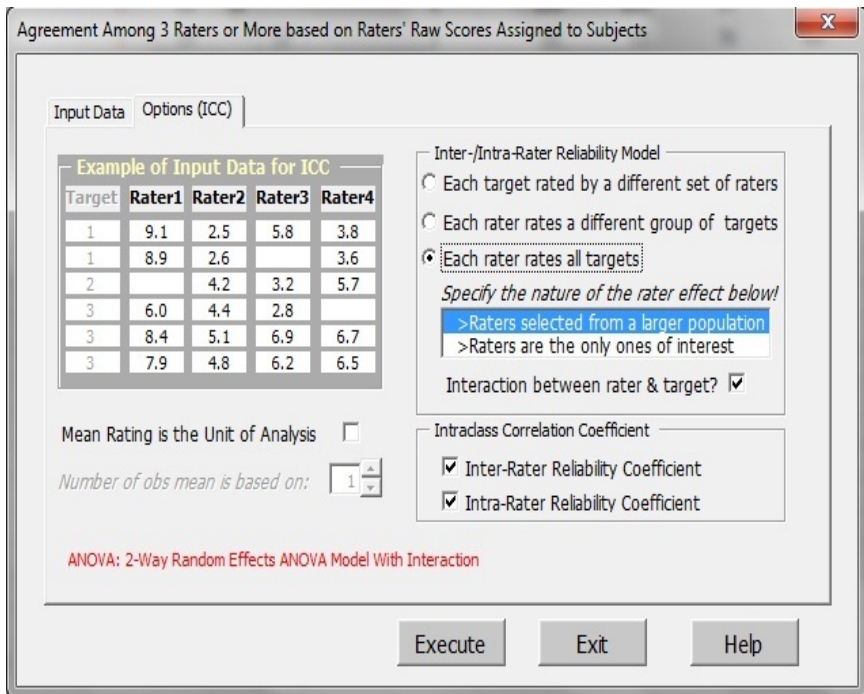 Agreement Among 3 Raters or More based on Raters' Raw Scores Assigned to Subjects
X
Input Data Options (ICC)
Example of Input Data for ICC
Target Rater1 Rater2 Rater3 Rater4
1 9.1 2.5 5.8 3.8
1 8.9 2.6 3.6
2 4.2 3.2 5.7
3 6.0 4.4 2.8
3 8.4 5.1 6.9 6.7
3 7.9 4.8 6.2 6.5
Mean Rating is the Unit of Analysis
Number of obs mean is based on: 1
Inter-/Intra-Rater Reliability Model
Each target rated by a different set of raters
Each rater rates a different group of targets
Each rater rates all targets
Specify the nature of the rater effect below!
>Raters selected from a larger population
>Raters are the only ones of interest
Interaction between rater & target?
Intraclass Correlation Coefficient
Inter-Rater Reliability Coefficient
Intra-Rater Reliability Coefficient
ANOVA: 2-Way Random Effects ANOVA Model With Interaction
Execute Exit Help